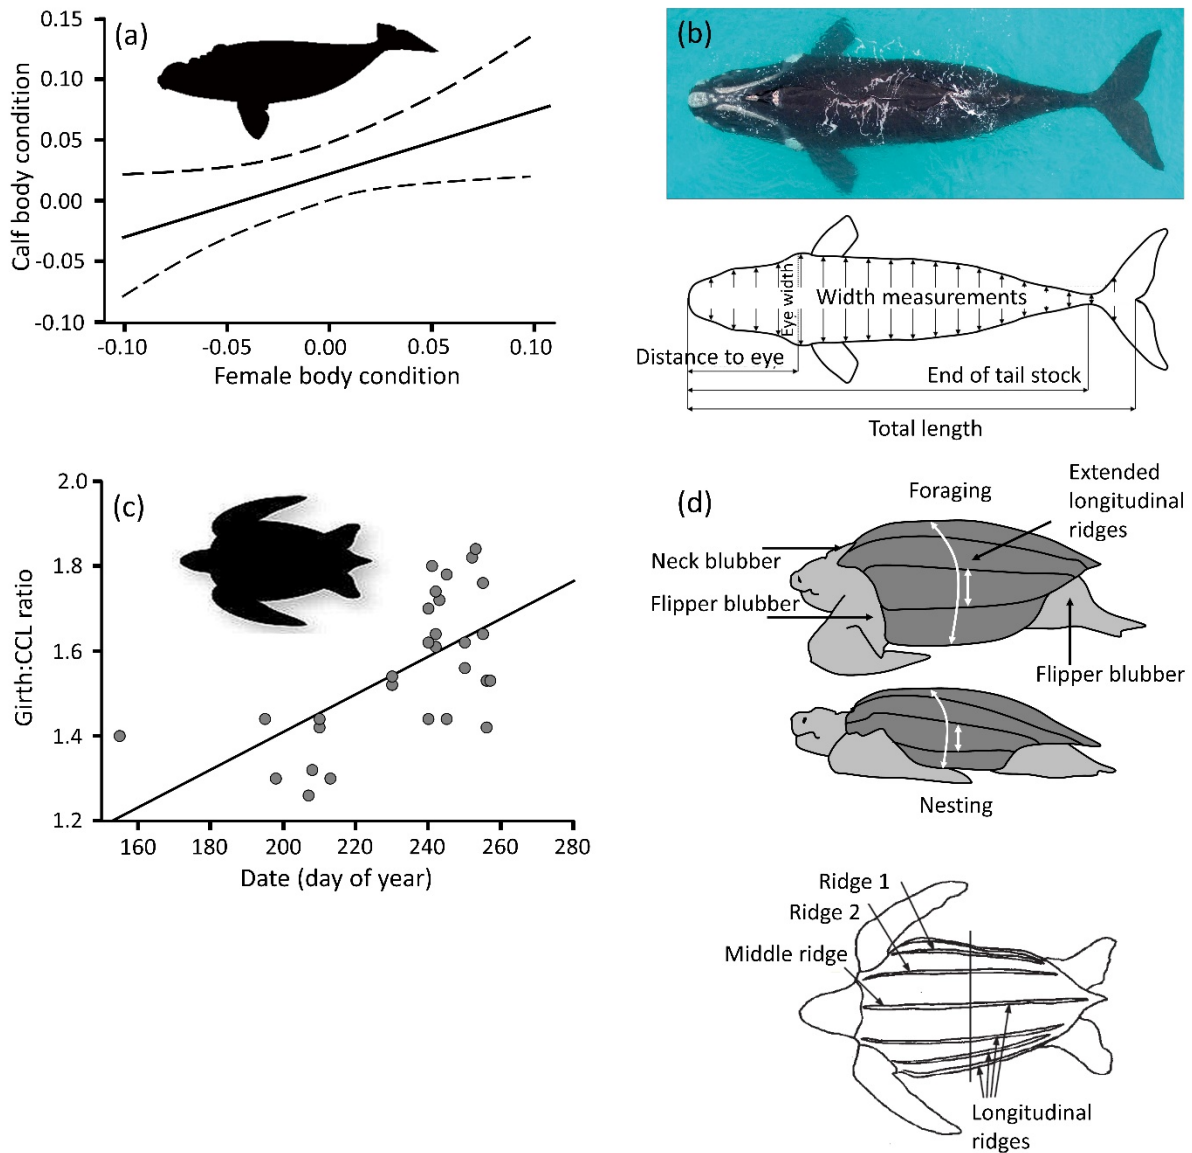 (a)
0.15
0.10
0.05
0.00
-0.05
-0.10
Calf body condition
-0.10
-0.05
0.00
0.05
0.10
Female body condition
(b)
Eye width
Width measurements
Distance to eye
End of tail stock
Total length
(c)
2.0
1.8
1.6
1.4
1.2
Girth:CCL ratio
160
180
200
220
240
260
280
Date (day of year)
(d)
Foraging
Extended
longitudinal
ridges
Neck blubber
Flipper blubber
Flipper blubber
Nesting
Ridge 1
Ridge 2
Middle ridge
Longitudinal
ridges